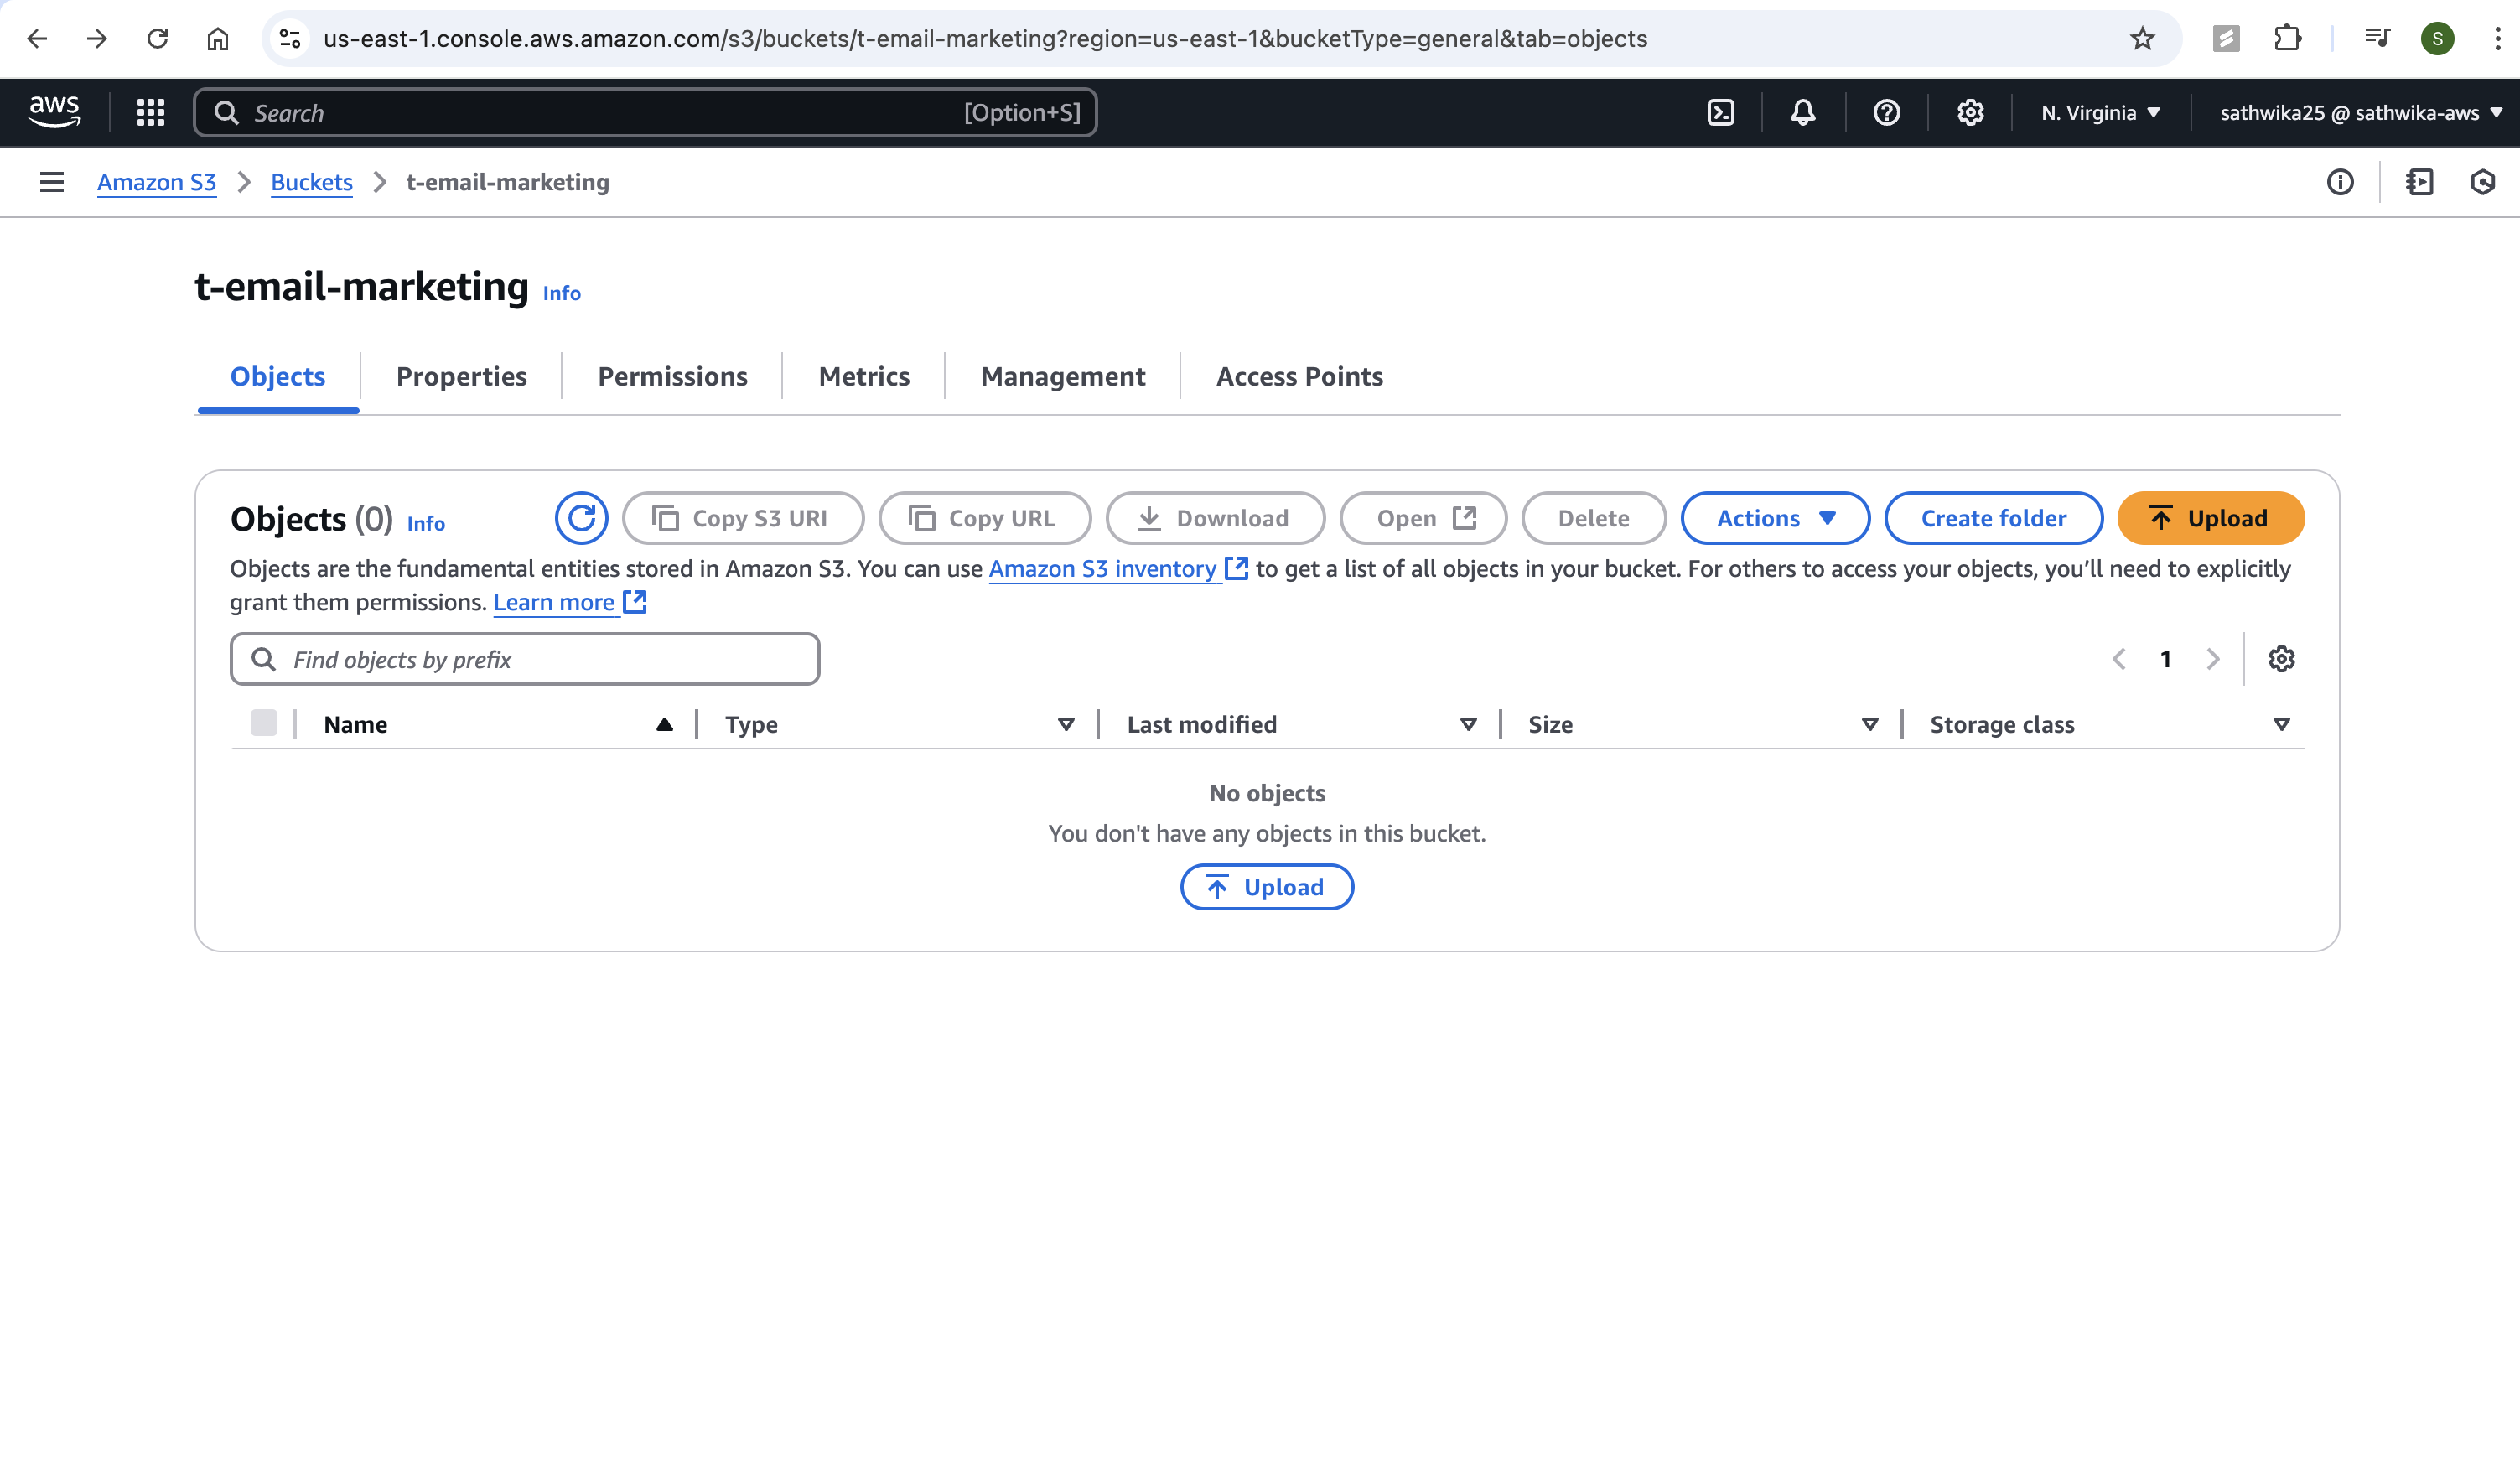 us-east-1.console.aws.amazon.com/s3/buckets/t-email-marketing?region=us-east-1&bucketType=general&tab=objects
S
aws
Search
[Option+S]
N. Virginia
sathwika25 @ sathwika-aws
Amazon S3
Buckets
t-email-marketing
t-email-marketing Info
Objects
Properties
Permissions
Metrics
Management
Access Points
Objects (0) Info
Copy S3 URI
Copy URL
Download
Open
Delete
Actions
Create folder
Upload
Objects are the fundamental entities stored in Amazon S3. You can use Amazon S3 inventory to get a list of all objects in your bucket. For others to access your objects, you’ll need to explicitly
grant them permissions. Learn more
Find objects by prefix
1
Name
Type
Last modified
Size
Storage class
No objects
You don't have any objects in this bucket.
Upload